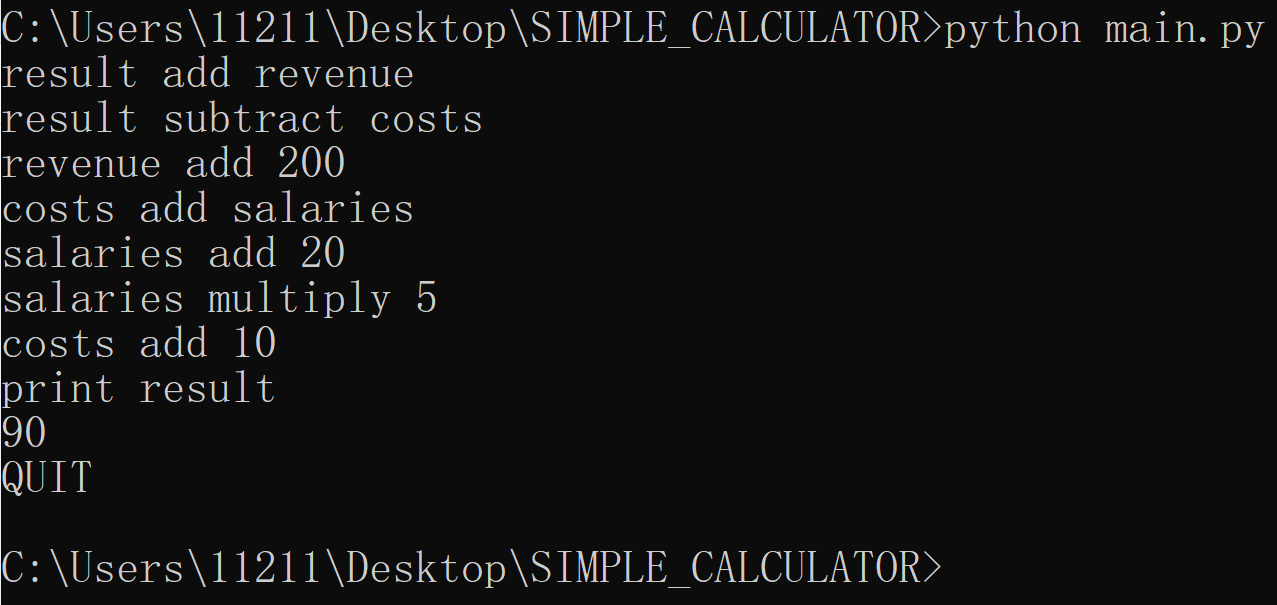 C:\Users\11211\Desktop\SIMPLE_CALCULATOR>python main.py
result add revenue
result subtract costs
revenue add 200
costs add salaries
salaries add 20
salaries multiply 5
costs add 10
print result
90
QUIT
C:\Users\11211\Desktop\SIMPLE_CALCULATOR>